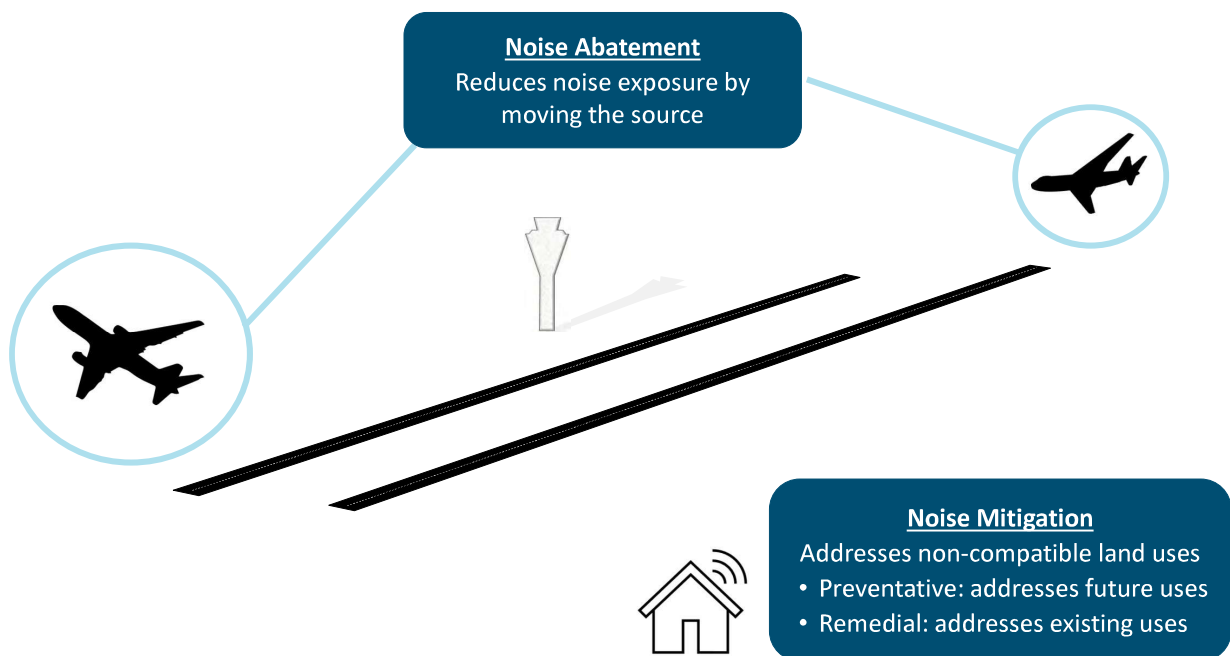 Noise Abatement
Reduces noise exposure by
moving the source
Noise Mitigation
Addresses non-compatible land uses
• Preventative: addresses future uses
• Remedial: addresses existing uses